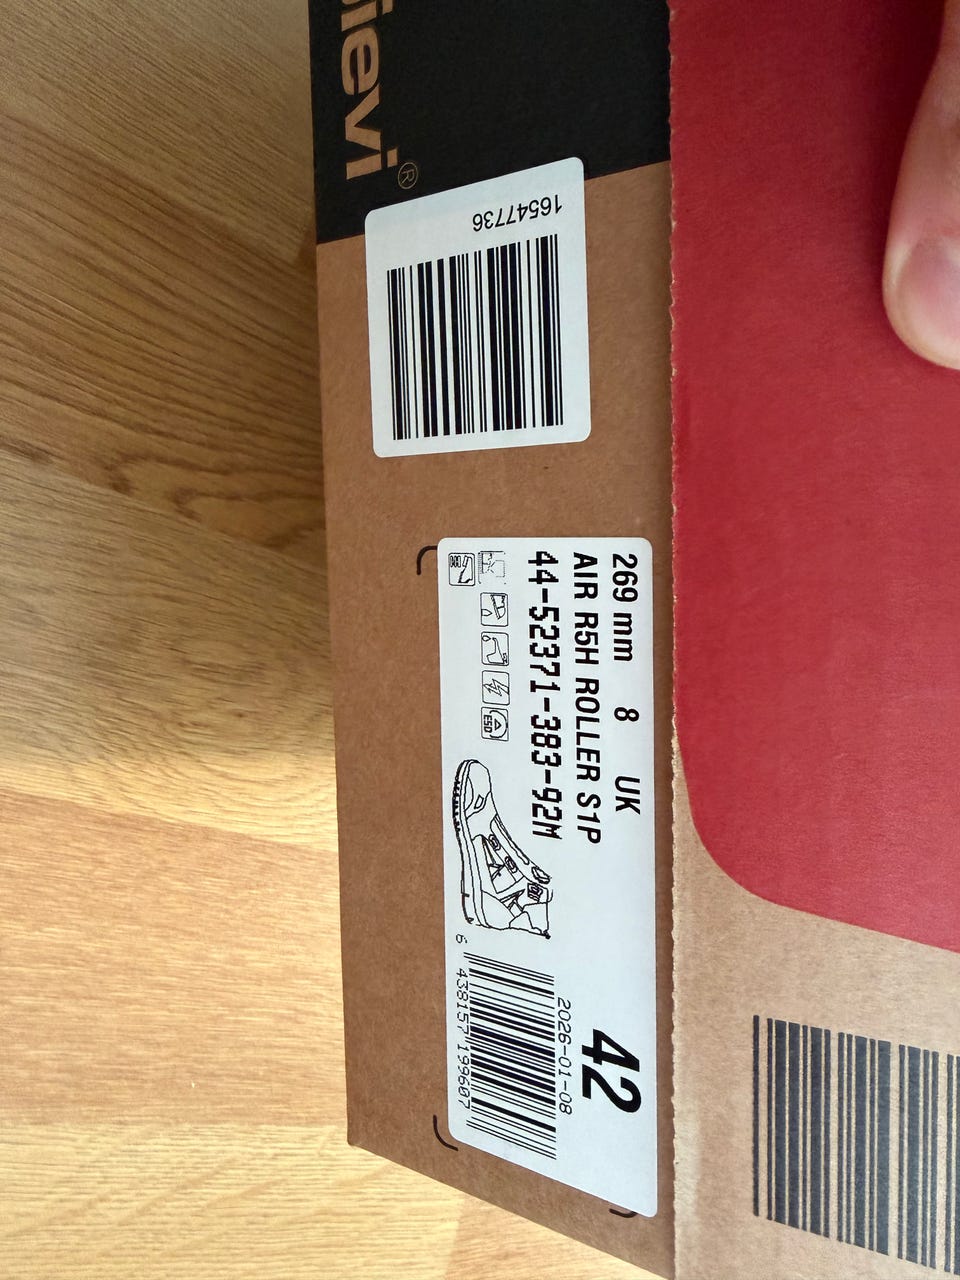 ievi®
16547736
269 mm 8 UK
AIR R5H ROLLER S1P
44-52371-383-92M
ESD
42
2026-01-08
6 438157 199607